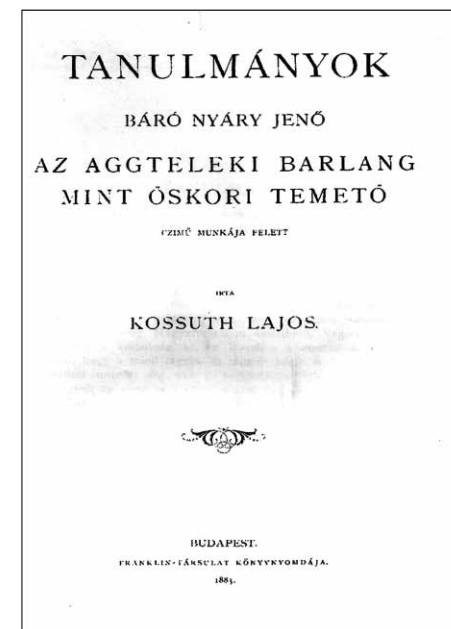 TANULMÁNYOK
BÁRÓ NYÁRY JENŐ
AZ AGGTELEKI BARLANG
MINT ŐSKORI TEMETŐ
CZIMŰ MUNKÁJA FELETT
IRTA
KOSSUTH LAJOS.
BUDAPEST.
FRANKLIN-TÁRSULAT KÖNYVNYOMDÁJA.